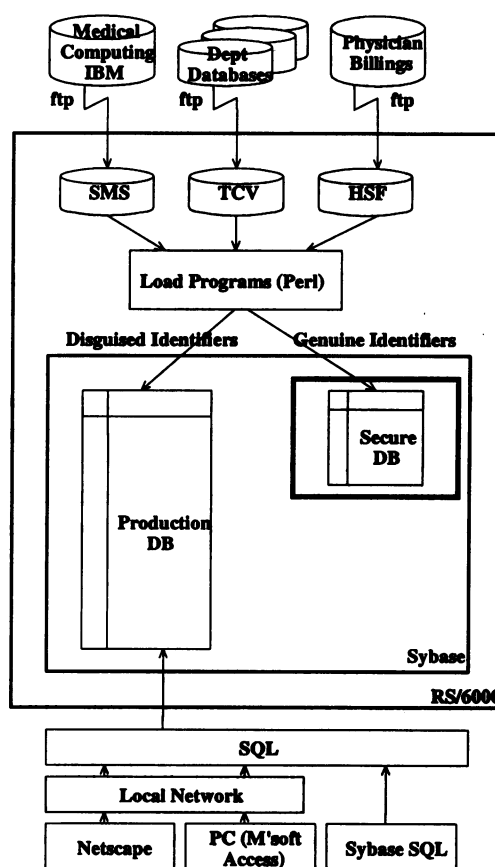 Medical
Computing
IBM
Dept
Databases
Physician
Billings
ftp
ftp
ftp
SMS
TCV
HSF
Load Programs (Perl)
Disguised Identifiers
Genuine Identifiers
Secure
DB
Production
DB
Sybase
RS/6000
SQL
Local Network
Netscape
PC (M'soft
Access)
Sybase SQL